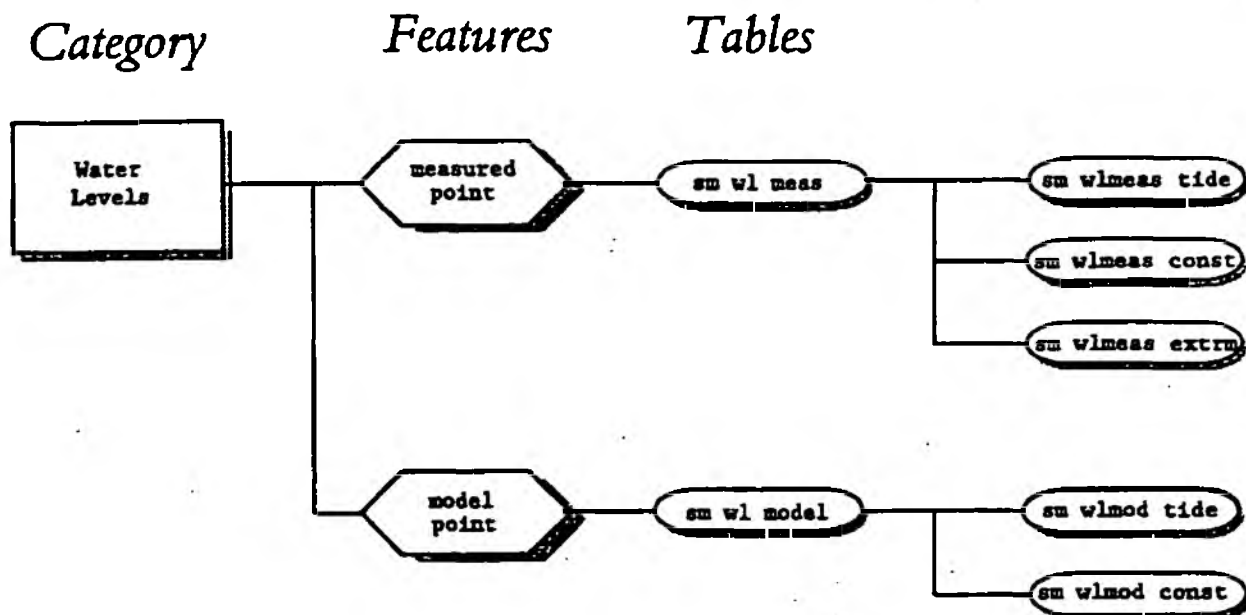 Category
Features
Tables
Water
Levels
measured
point
sm wl meas
sm wlmeas tide
sm wlmeas const
sm wlmeas extrm
model
point
sm wl model
sm wlmod tide
sm wlmod const